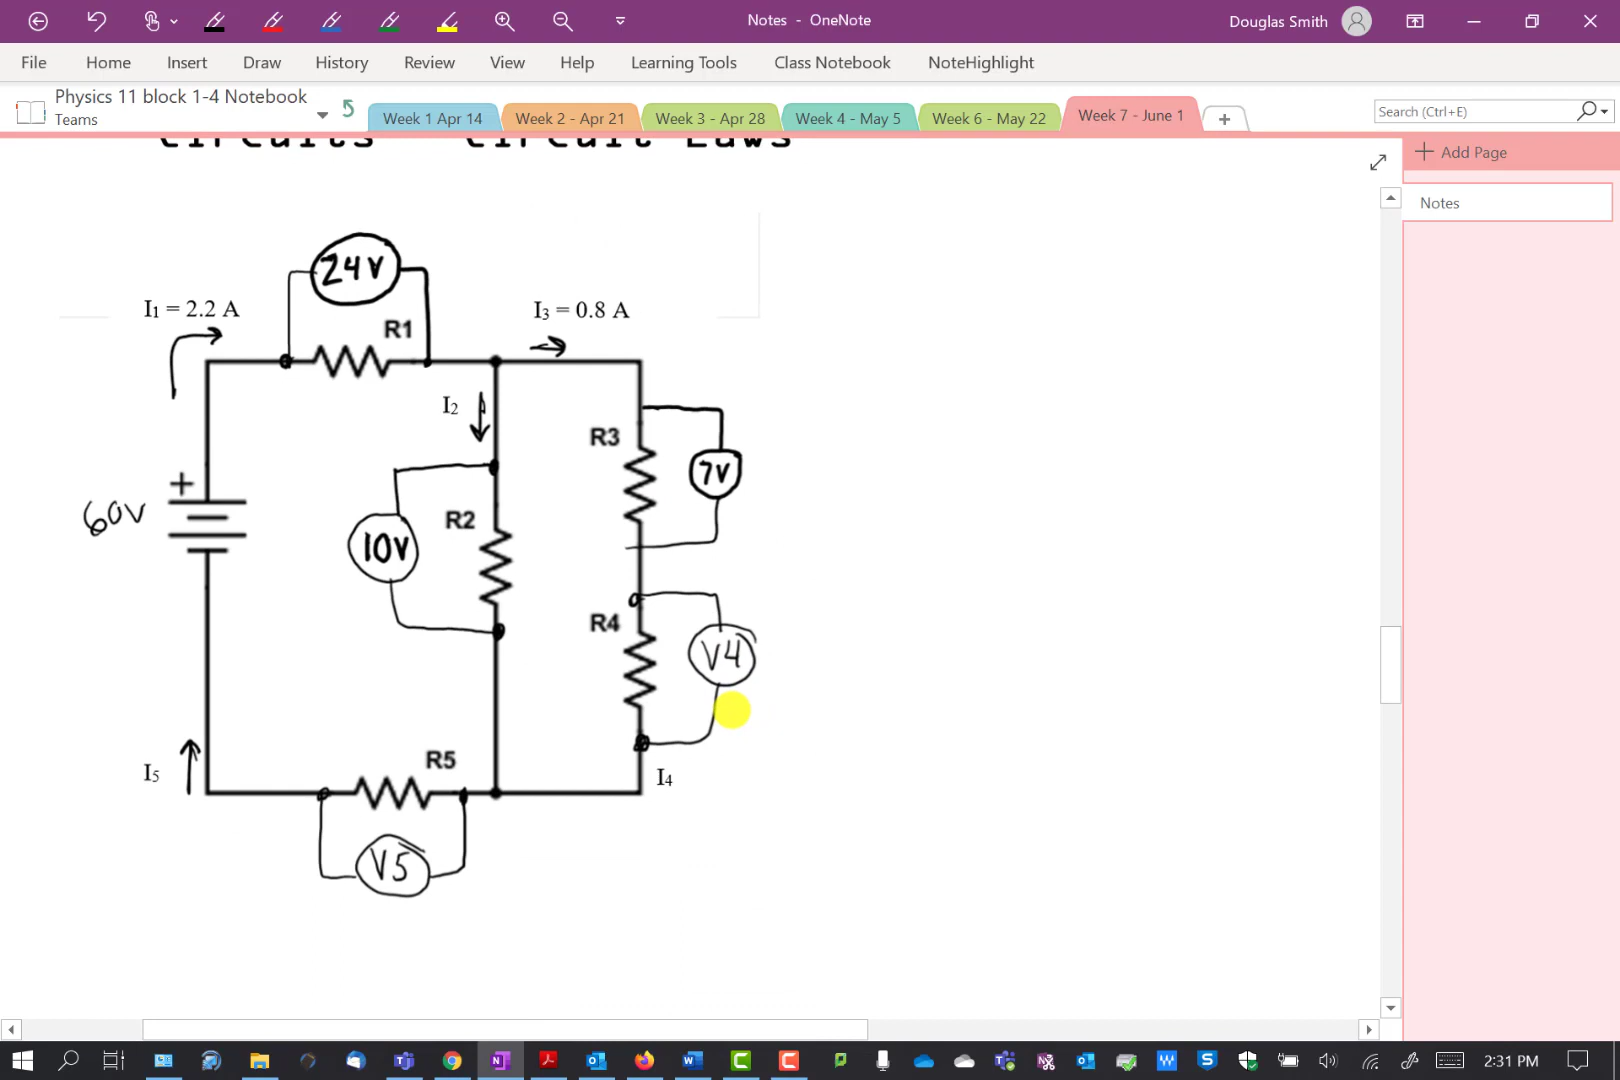 Notes - OneNote
Douglas Smith
File Home Insert Draw History Review View Help Learning Tools Class Notebook NoteHighlight
Physics 11 block 1-4 Notebook
Teams
Week 1 Apr 14
Week 2 - Apr 21
Week 3 - Apr 28
Week 4 - May 5
Week 6 - May 22
Week 7 - June 1
Search (Ctrl+E)
Add Page
Notes
Circuits - Circuit Laws
24V
I1 = 2.2 A
R1
I3 = 0.8 A
I2
R3
7V
+
60V
R2
10V
R4
V4
R5
I5
I4
V5
2:31 PM